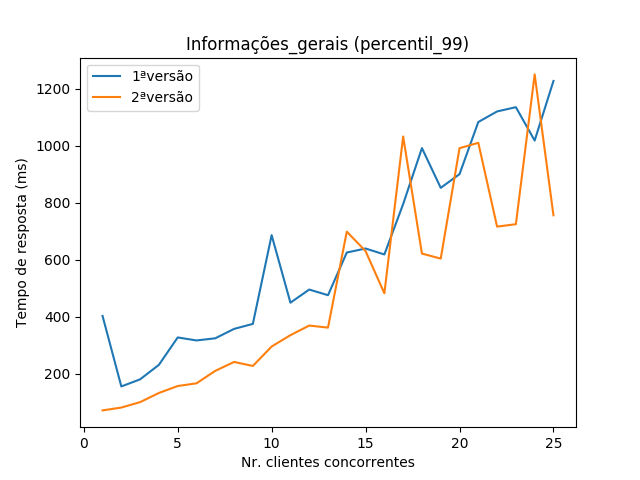 Informações_gerais (percentil_99)
1ªversão
2ªversão
Tempo de resposta (ms)
1200
1000
800
600
400
200
0 5 10 15 20 25
Nr. clientes concorrentes